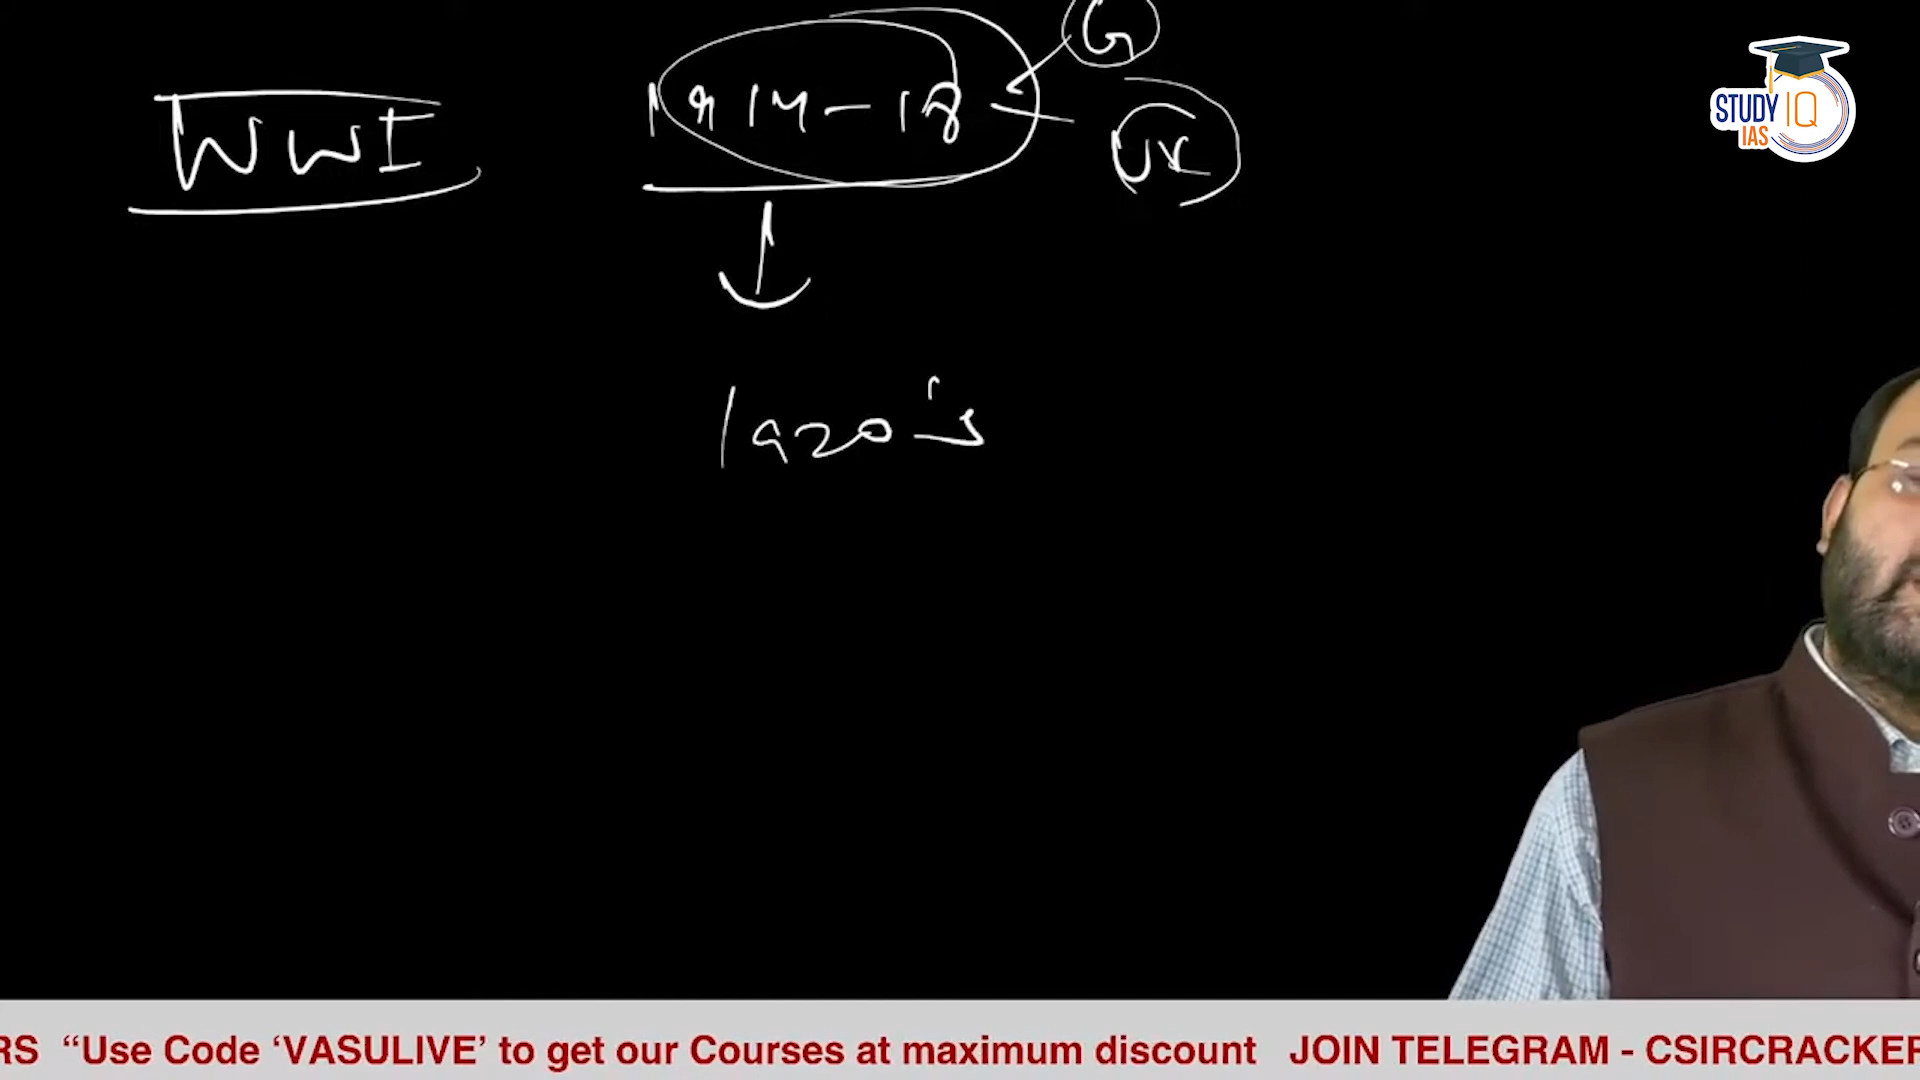 G
WWI 1914-18
UK
1920's
STUDY IQ
IAS
RS “Use Code ‘VASULIVE’ to get our Courses at maximum discount JOIN TELEGRAM - CSIRCRACKER